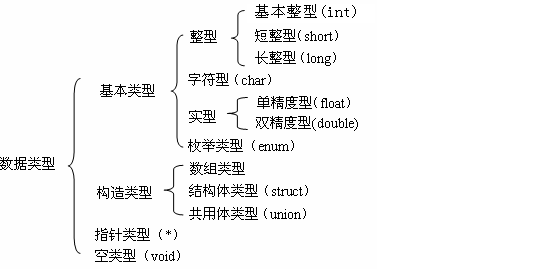 数据类型
基本类型
整型
基本整型(int)
短整型(short)
长整型(long)
字符型(char)
实型
单精度型(float)
双精度型(double)
枚举类型(enum)
构造类型
数组类型
结构体类型(struct)
共用体类型(union)
指针类型(*)
空类型(void)